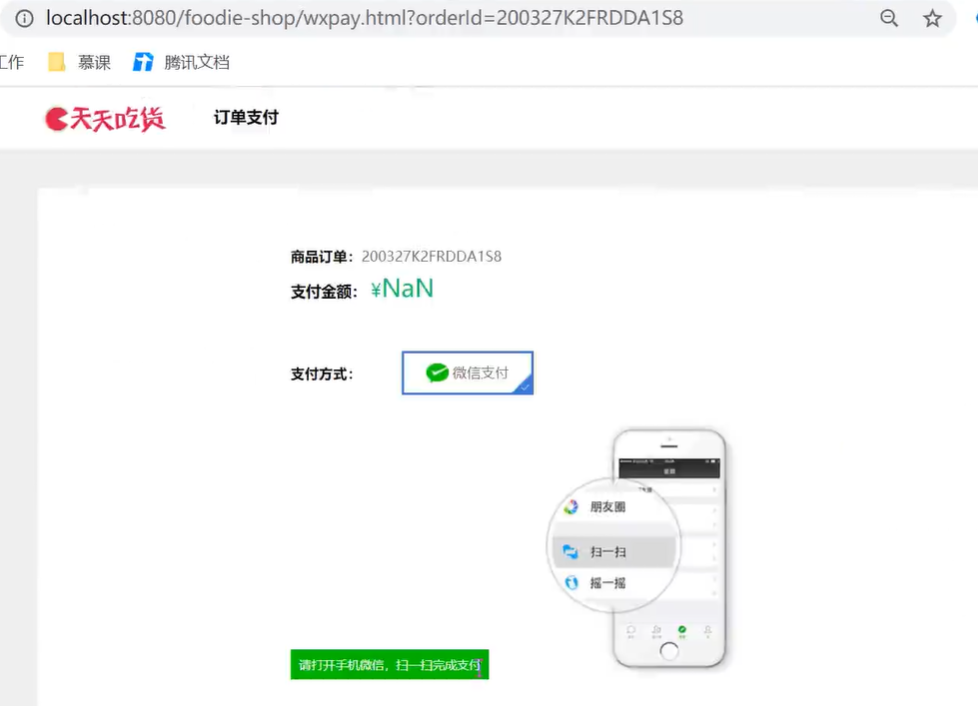 localhost:8080/foodie-shop/wxpay.html?orderId=200327K2FRDDA1S8
工作 慕课 腾讯文档
天天吃货 订单支付
商品订单: 200327K2FRDDA1S8
支付金额: ¥NaN
支付方式: 微信支付
朋友圈
扫一扫
摇一摇
请打开手机微信，扫一扫完成支付